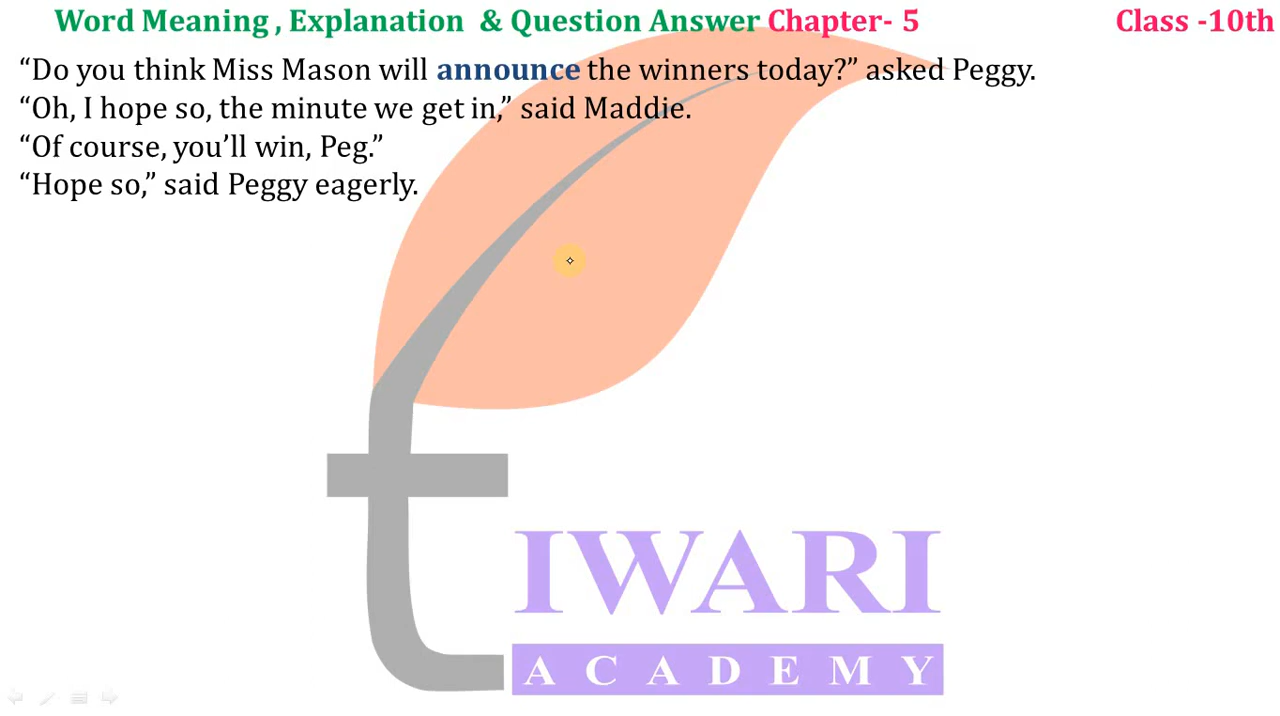 Word Meaning , Explanation & Question Answer Chapter- 5 Class -10th
“Do you think Miss Mason will announce the winners today?” asked Peggy.
“Oh, I hope so, the minute we get in,” said Maddie.
“Of course, you’ll win, Peg.”
“Hope so,” said Peggy eagerly.
tIWARI
ACADEMY